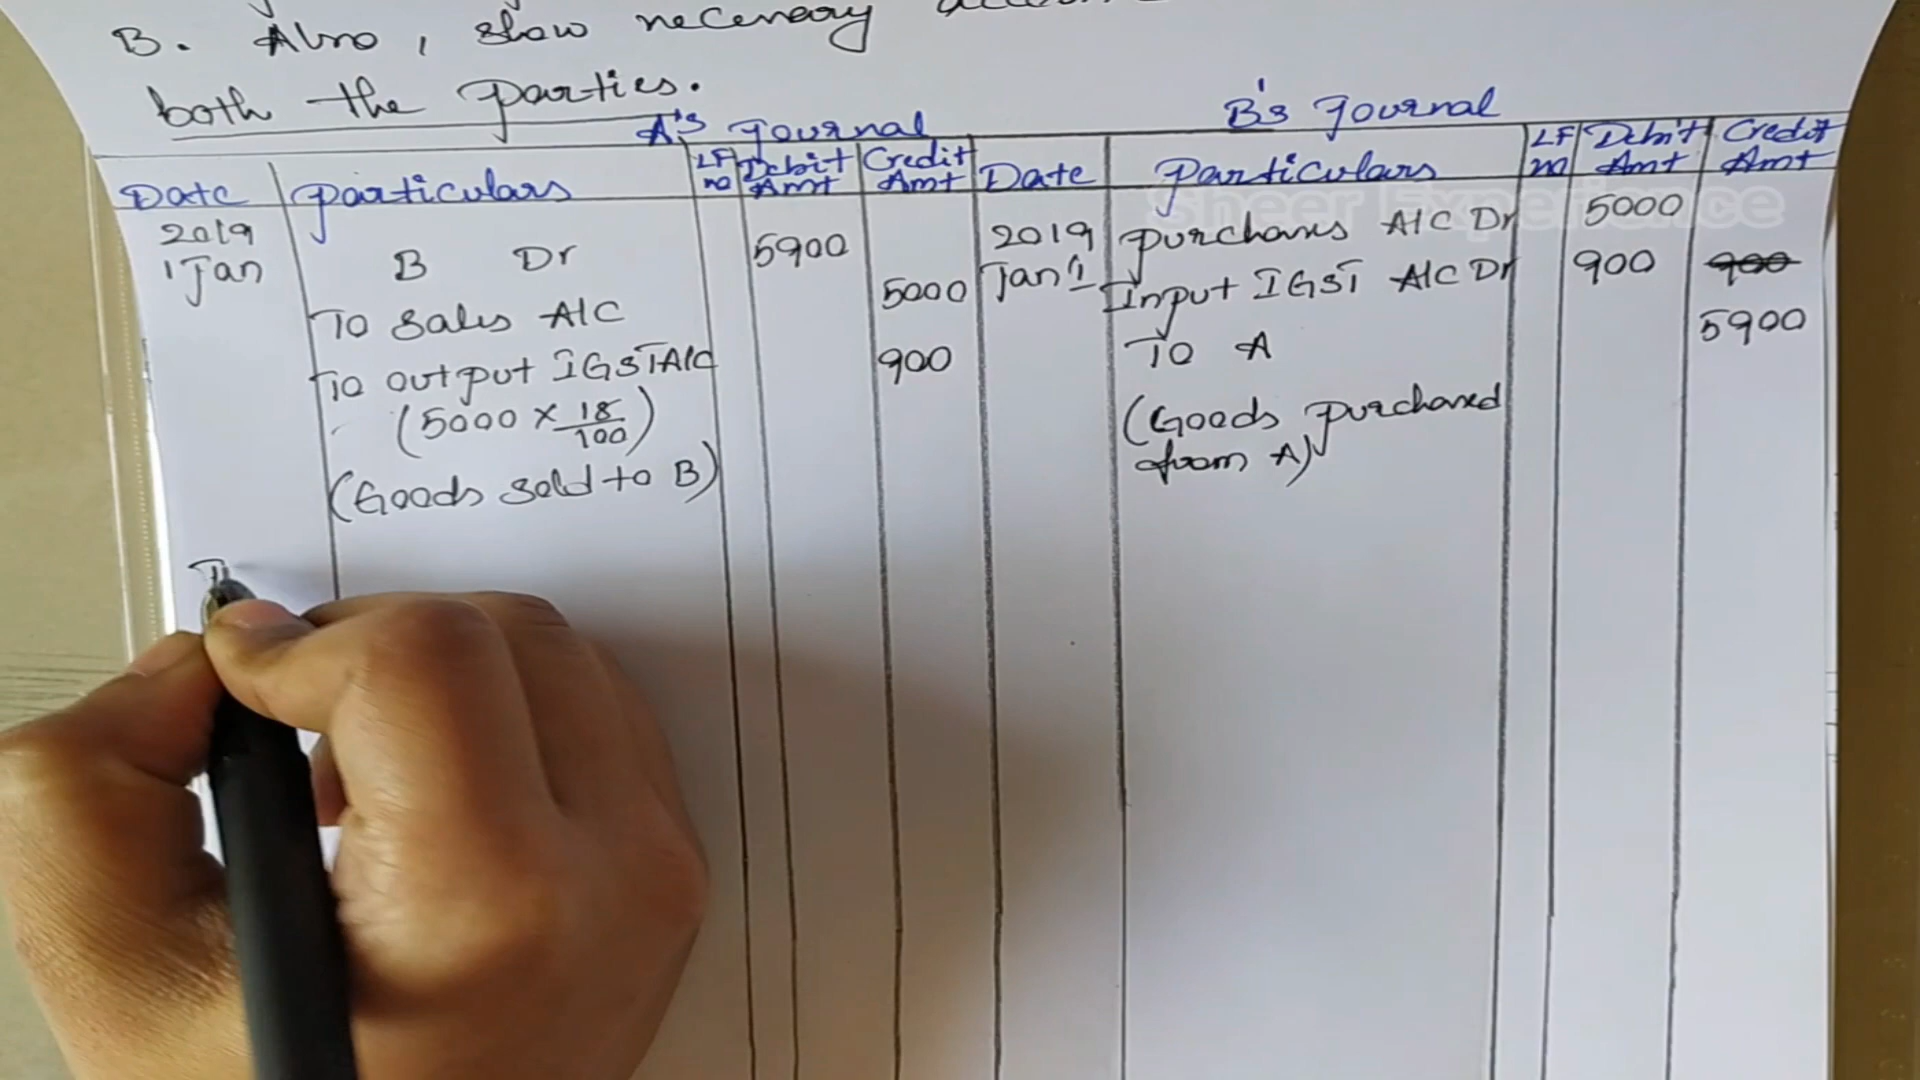 B. Also, show necessary
both the parties.
A's Journal
Date Particulars LF no Debit Amt Credit Amt
2019
1 Jan B Dr 5900
To Sales A/C 5000
To output IGST A/C 900
(5000 × 18/100)
(Goods sold to B)
B's Journal
Date Particulars LF no Debit Amt Credit Amt
2019 Purchases A/C Dr 5000
Jan 1 Input IGST A/C Dr 900 900
To A 5900
(Goods purchased
from A)
Sheer Experience